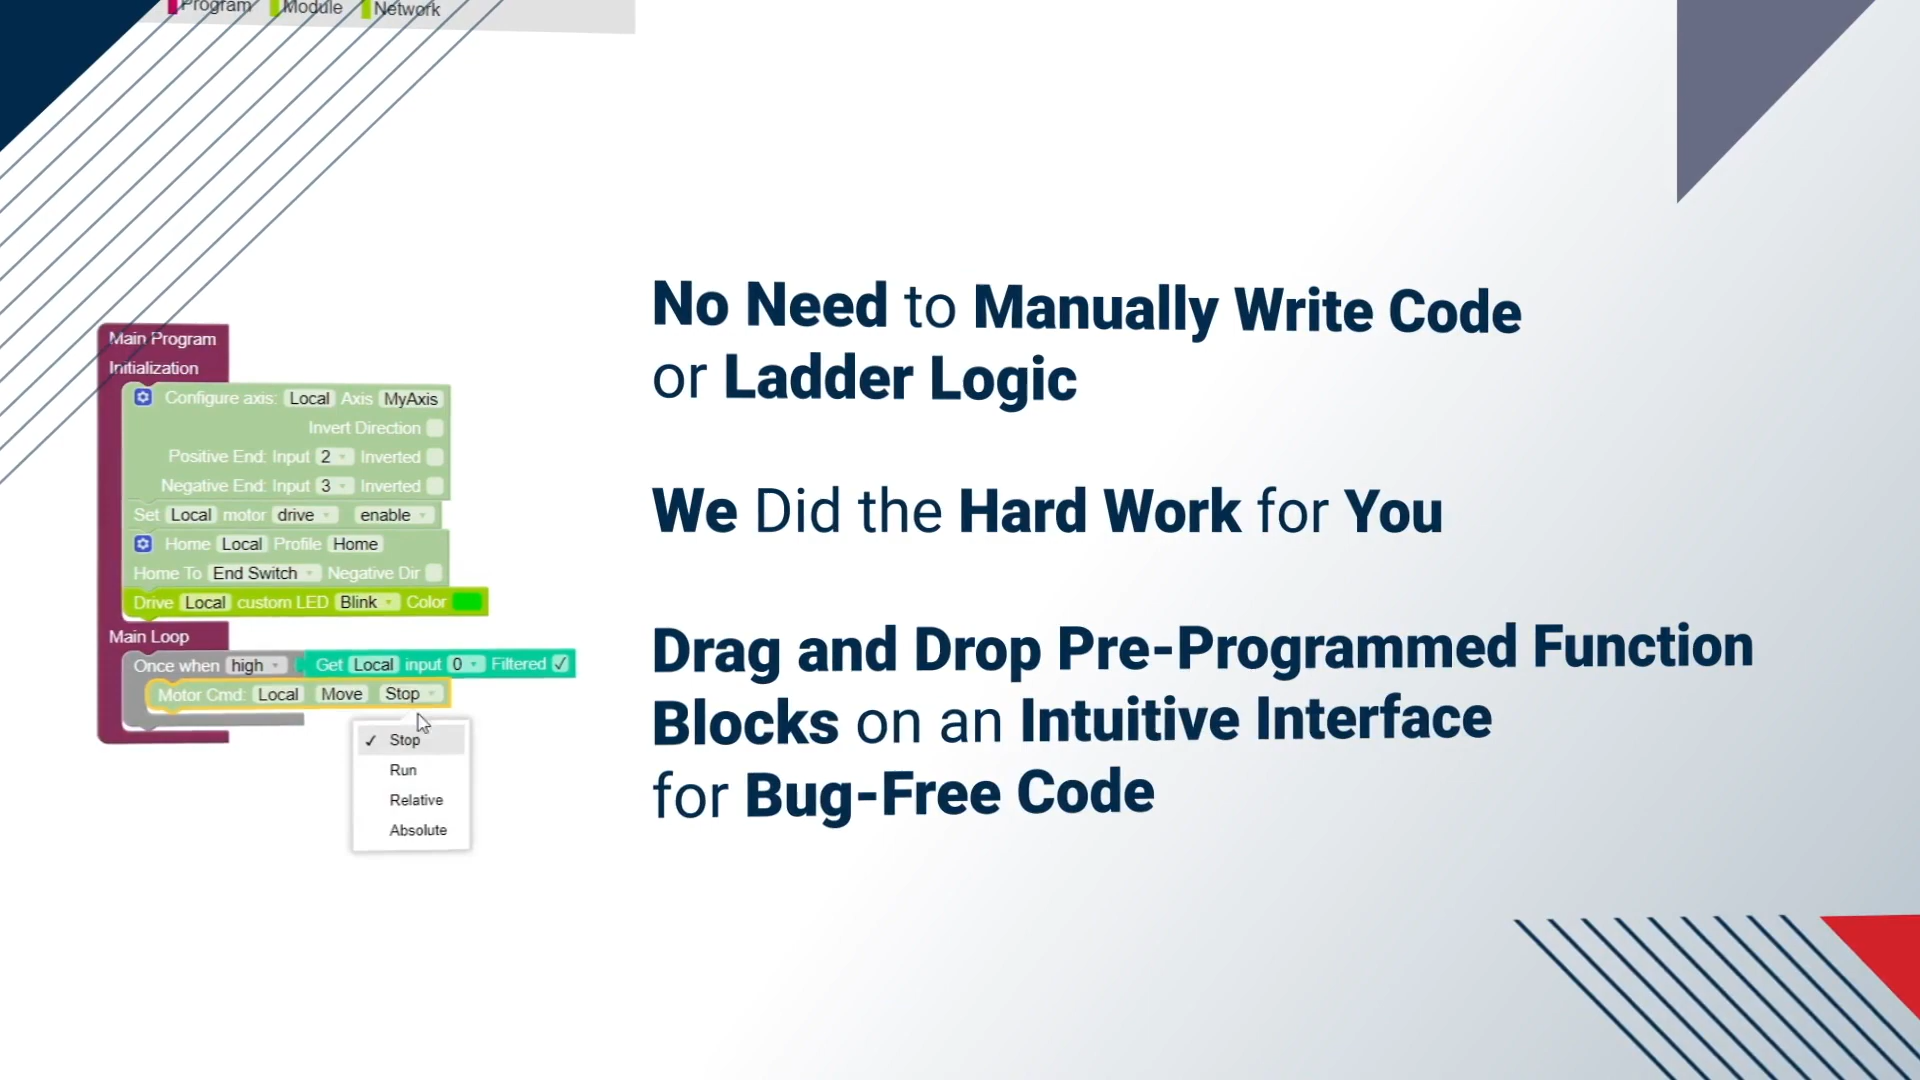 Program Module Network
Main Program
Initialization
Configure axis: Local Axis MyAxis
Invert Direction
Positive End: Input 2 Inverted
Negative End: Input 3 Inverted
Set Local motor drive enable
Home Local Profile Home
Home To End Switch Negative Dir
Drive Local custom LED Blink Color
Main Loop
Once when high Get Local input 0 Filtered ✓
Motor Cmd: Local Move Stop
✓ Stop
Run
Relative
Absolute
No Need to Manually Write Code
or Ladder Logic
We Did the Hard Work for You
Drag and Drop Pre-Programmed Function
Blocks on an Intuitive Interface
for Bug-Free Code